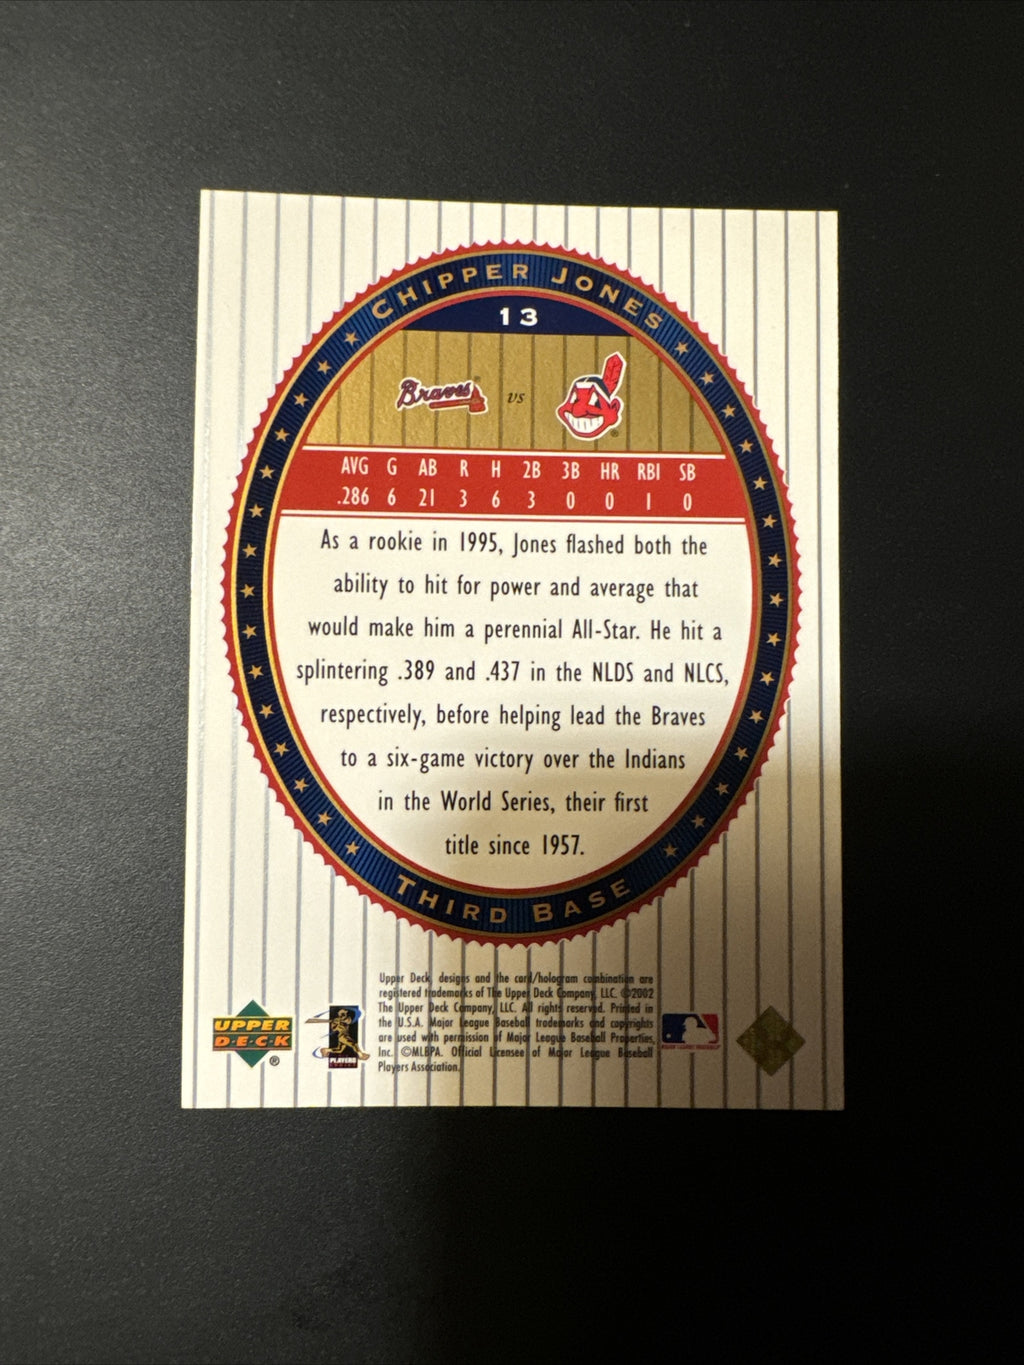 CHIPPER JONES
13
Braves vs
AVG G AB R H 2B 3B HR RBI SB
.286 6 21 3 6 3 0 0 1 0
As a rookie in 1995, Jones flashed both the
ability to hit for power and average that
would make him a perennial All-Star. He hit a
splintering .389 and .437 in the NLDS and NLCS,
respectively, before helping lead the Braves
to a six-game victory over the Indians
in the World Series, their first
title since 1957.
THIRD BASE
Upper Deck, designs and the card/hologram combination are
registered trademarks of The Upper Deck Company, LLC. ©2002
The Upper Deck Company, LLC. All rights reserved. Printed in
the U.S.A. Major League Baseball trademarks and copyrights
are used with permission of Major League Baseball Properties,
Inc. ©MLBPA. Official Licensee of Major League Baseball
Players Association.
UPPER
DECK®
PLAYERS